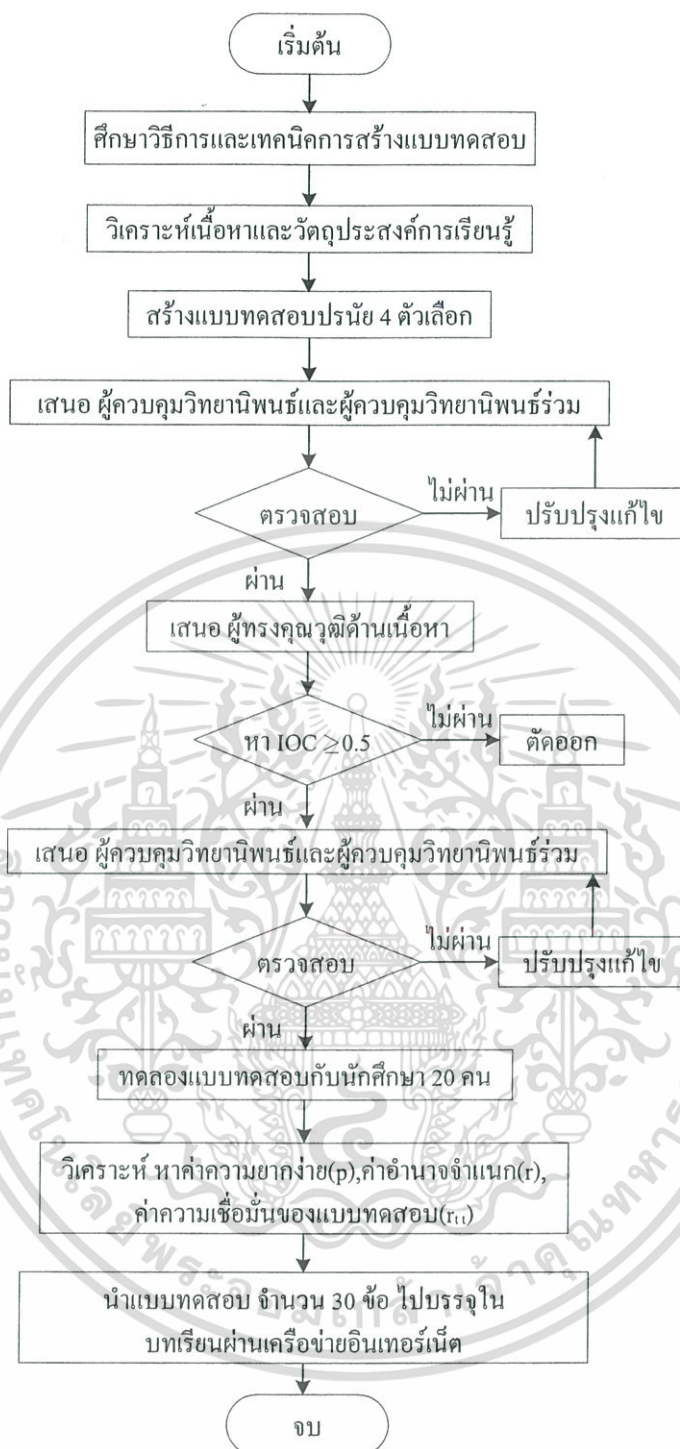 เริ่มต้น
ศึกษาวิธีการและเทคนิคการสร้างแบบทดสอบ
วิเคราะห์เนื้อหาและวัตถุประสงค์การเรียนรู้
สร้างแบบทดสอบปรนัย 4 ตัวเลือก
เสนอ ผู้ควบคุมวิทยานิพนธ์และผู้ควบคุมวิทยานิพนธ์ร่วม
ตรวจสอบ
ไม่ผ่าน
ปรับปรุงแก้ไข
ผ่าน
เสนอ ผู้ทรงคุณวุฒิด้านเนื้อหา
หา IOC ≥0.5
ไม่ผ่าน
ตัดออก
ผ่าน
เสนอ ผู้ควบคุมวิทยานิพนธ์และผู้ควบคุมวิทยานิพนธ์ร่วม
ตรวจสอบ
ไม่ผ่าน
ปรับปรุงแก้ไข
ผ่าน
ทดลองแบบทดสอบกับนักศึกษา 20 คน
วิเคราะห์ หาค่าความยากง่าย(p),ค่าอำนาจจำแนก(r),
ค่าความเชื่อมั่นของแบบทดสอบ(rₜₜ)
นำแบบทดสอบ จำนวน 30 ข้อ ไปบรรจุใน
บทเรียนผ่านเครือข่ายอินเทอร์เน็ต
จบ